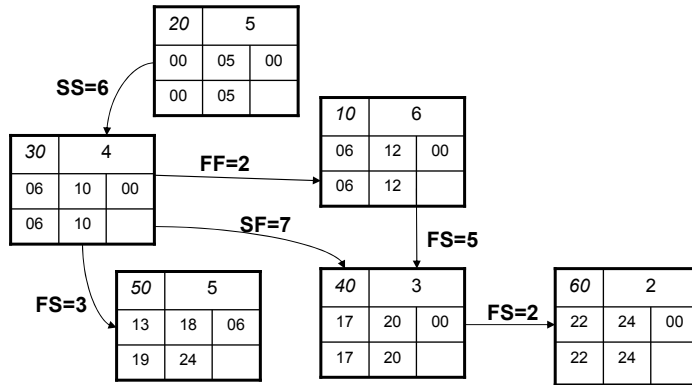 20 5
00 05 00
00 05
SS=6
10 6
06 12 00
06 12
30 4
06 10 00
06 10
FF=2
SF=7
FS=5
50 5
13 18 06
19 24
FS=3
40 3
17 20 00
17 20
FS=2
60 2
22 24 00
22 24